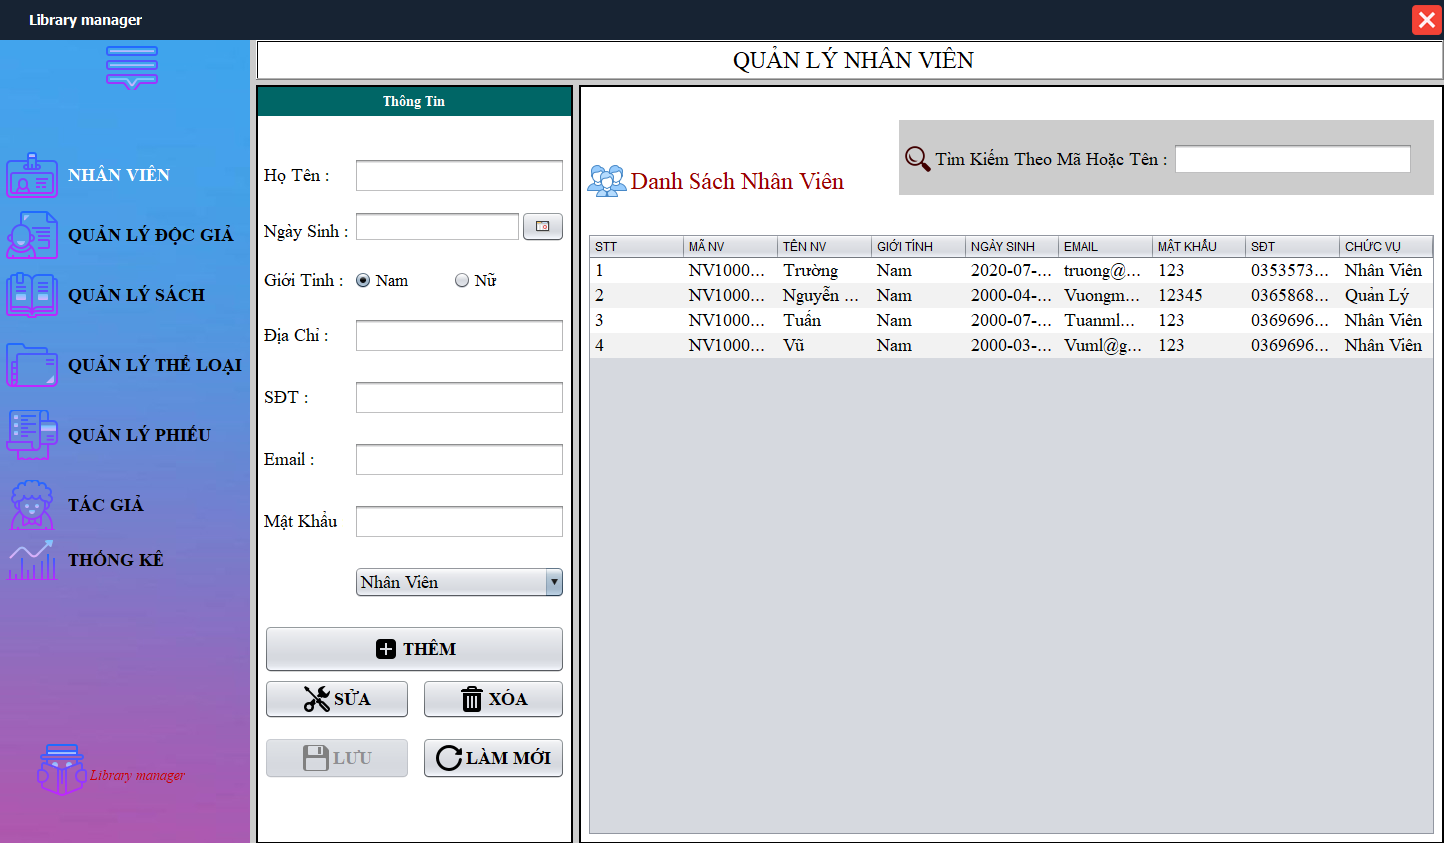 Library manager
QUẢN LÝ NHÂN VIÊN
NHÂN VIÊN
QUẢN LÝ ĐỘC GIẢ
QUẢN LÝ SÁCH
QUẢN LÝ THỂ LOẠI
QUẢN LÝ PHIẾU
TÁC GIẢ
THỐNG KÊ
Library manager
Thông Tin
Họ Tên :
Ngày Sinh :
Giới Tính : Nam Nữ
Địa Chỉ :
SĐT :
Email :
Mật Khẩu
Nhân Viên
THÊM
SỬA XÓA
LƯU LÀM MỚI
Tìm Kiếm Theo Mã Hoặc Tên :
Danh Sách Nhân Viên
STT MÃ NV TÊN NV GIỚI TÍNH NGÀY SINH EMAIL MẬT KHẨU SĐT CHỨC VỤ
1 NV1000... Trường Nam 2020-07-... truong@... 123 0353573... Nhân Viên
2 NV1000... Nguyễn ... Nam 2000-04-... Vuongm... 12345 0365868... Quản Lý
3 NV1000... Tuấn Nam 2000-07-... Tuanml... 123 0369696... Nhân Viên
4 NV1000... Vũ Nam 2000-03-... Vuml@g... 123 0369696... Nhân Viên